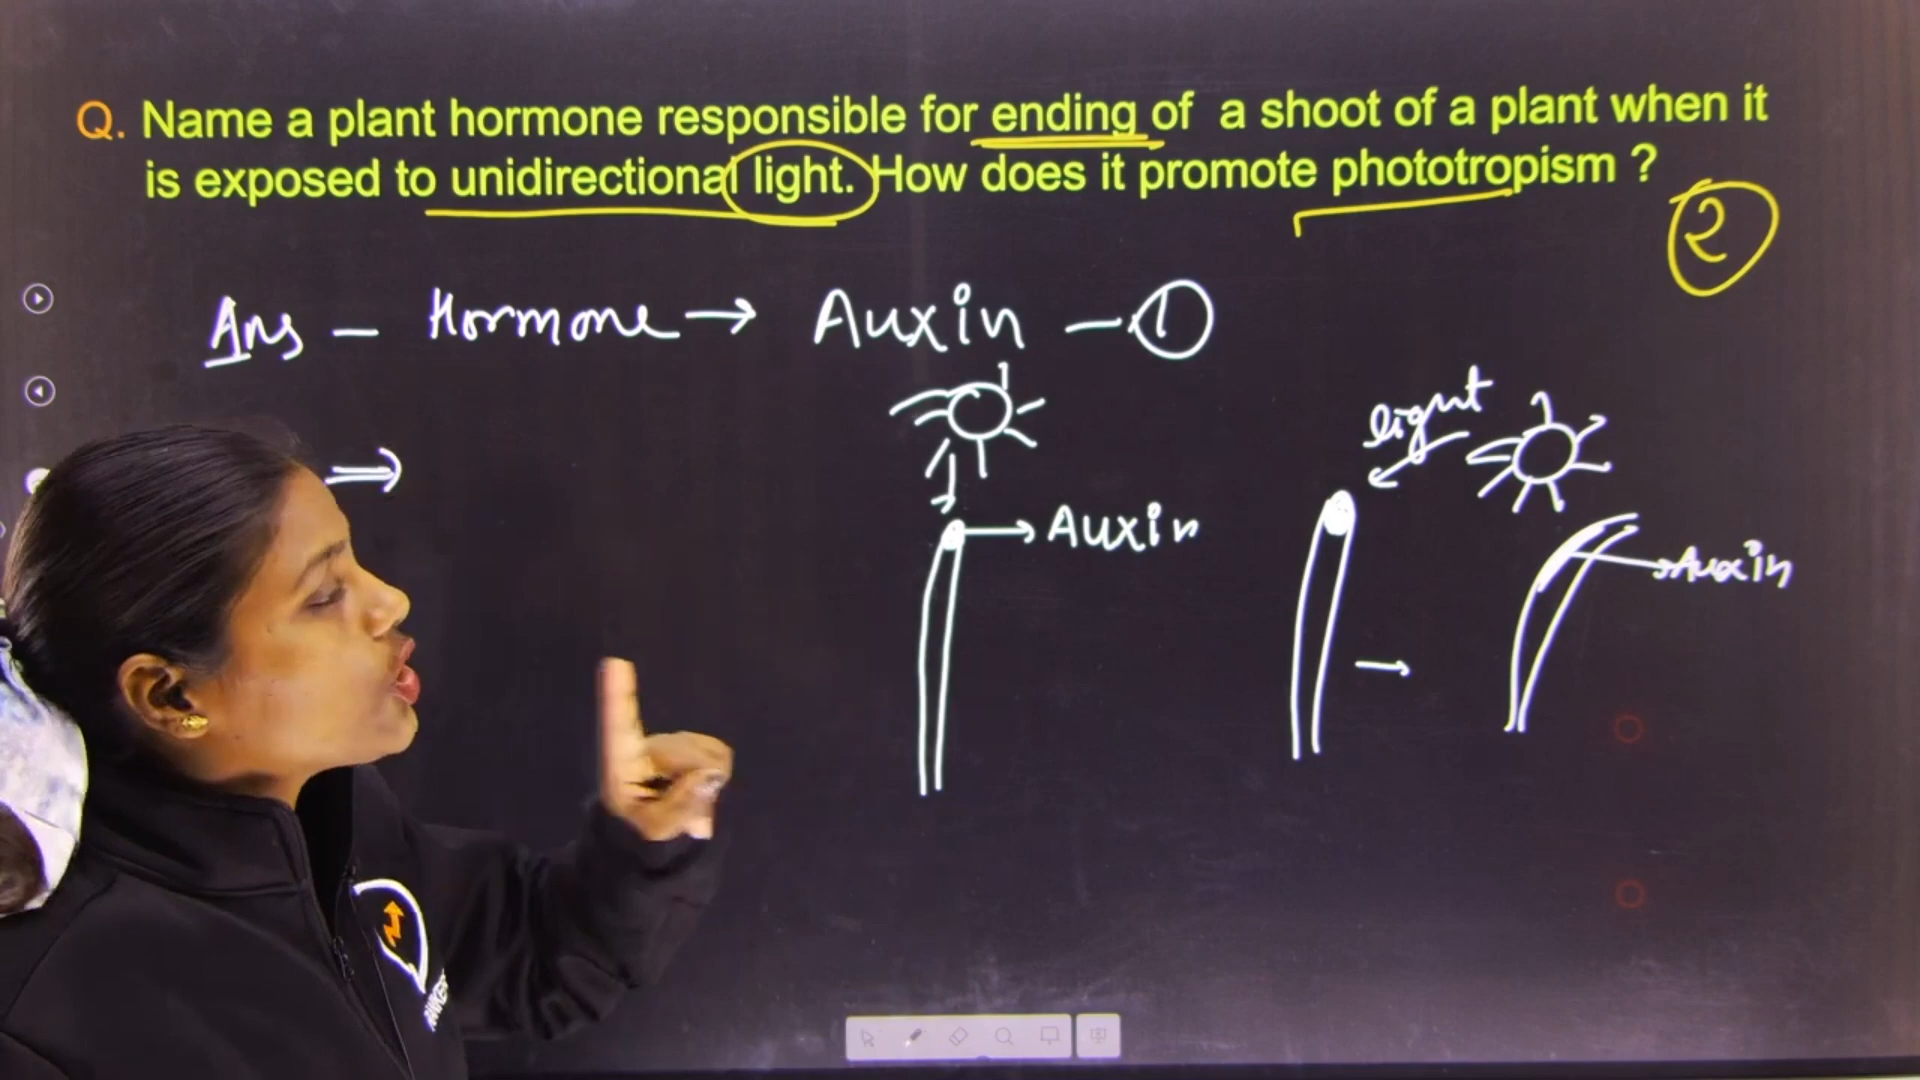 Q. Name a plant hormone responsible for ending of a shoot of a plant when it
is exposed to unidirectional light. How does it promote phototropism ?
2
Ans - Hormone → Auxin - 1
light
⇒
→ Auxin
→ Auxin
→